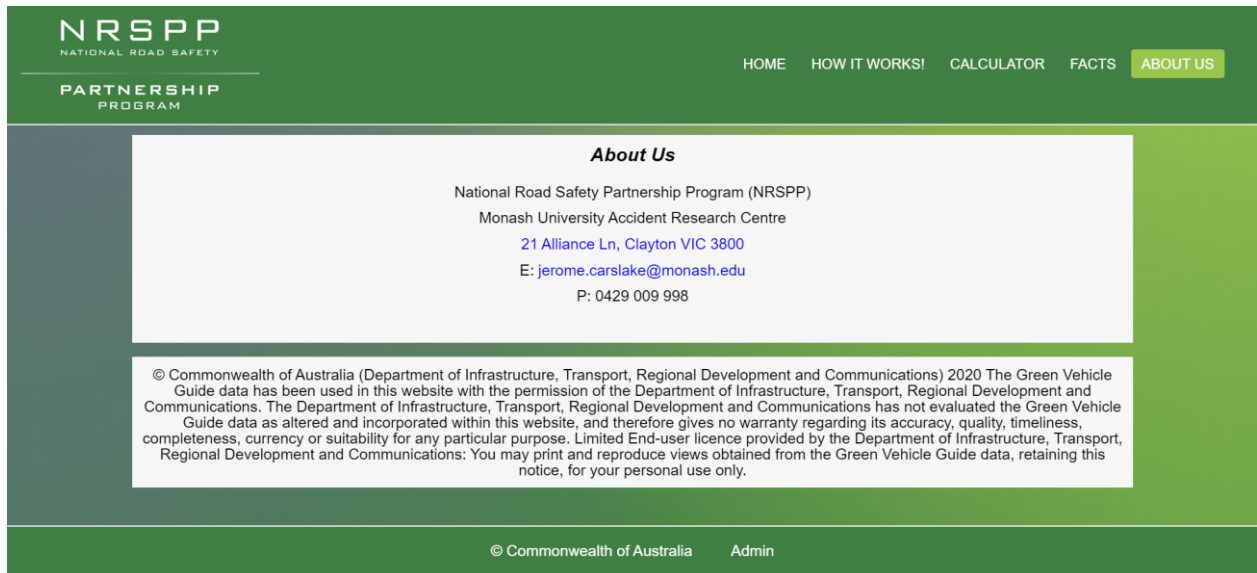 NRSPP
NATIONAL ROAD SAFETY
PARTNERSHIP
PROGRAM
HOME HOW IT WORKS! CALCULATOR FACTS ABOUT US
About Us
National Road Safety Partnership Program (NRSPP)
Monash University Accident Research Centre
21 Alliance Ln, Clayton VIC 3800
E: jerome.carslake@monash.edu
P: 0429 009 998
© Commonwealth of Australia (Department of Infrastructure, Transport, Regional Development and Communications) 2020 The Green Vehicle
Guide data has been used in this website with the permission of the Department of Infrastructure, Transport, Regional Development and
Communications. The Department of Infrastructure, Transport, Regional Development and Communications has not evaluated the Green Vehicle
Guide data as altered and incorporated within this website, and therefore gives no warranty regarding its accuracy, quality, timeliness,
completeness, currency or suitability for any particular purpose. Limited End-user licence provided by the Department of Infrastructure, Transport,
Regional Development and Communications: You may print and reproduce views obtained from the Green Vehicle Guide data, retaining this
notice, for your personal use only.
© Commonwealth of Australia Admin